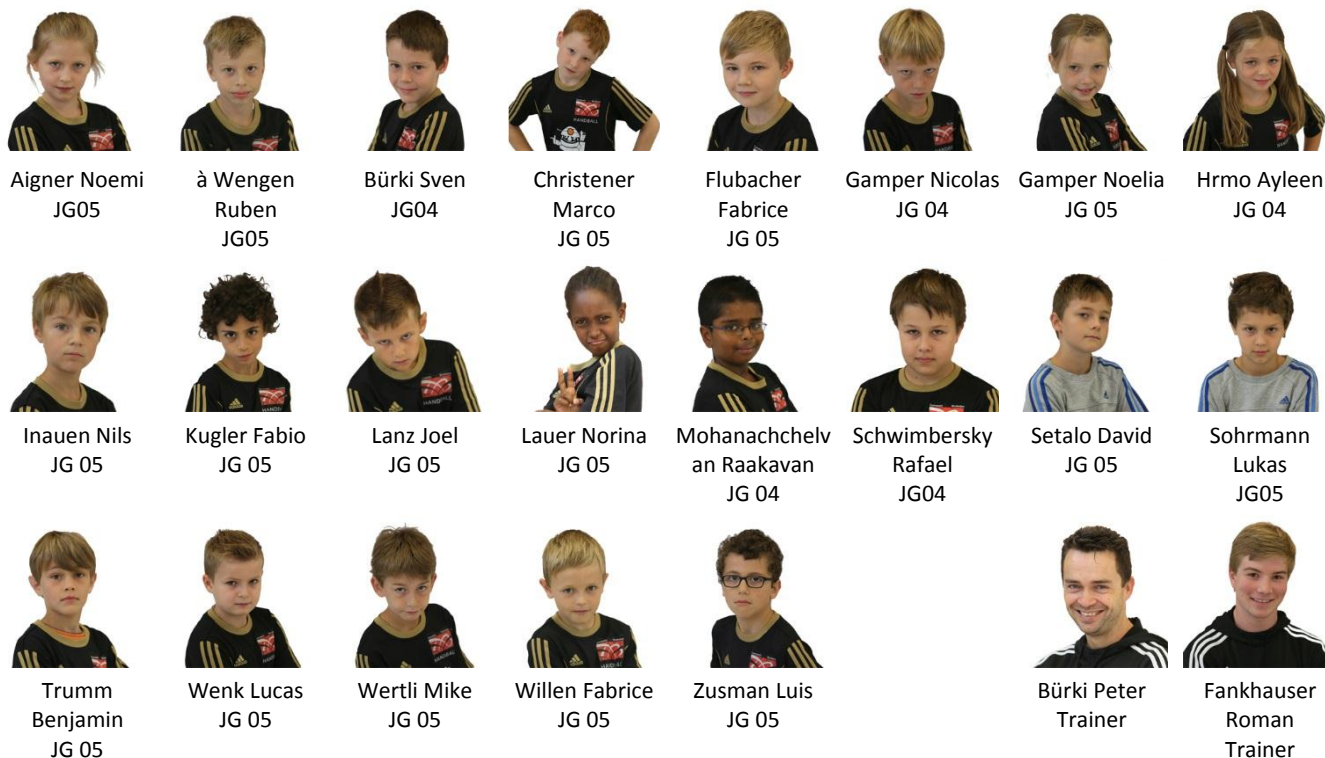 Aigner Noemi
JG05
à Wengen
Ruben
JG05
Bürki Sven
JG04
Christener
Marco
JG 05
Flubacher
Fabrice
JG 05
Gamper Nicolas
JG 04
Gamper Noelia
JG 05
Hrmo Ayleen
JG 04
Inauen Nils
JG 05
Kugler Fabio
JG 05
Lanz Joel
JG 05
Lauer Norina
JG 05
Mohanachchelv
an Raakavan
JG 04
Schwimbersky
Rafael
JG04
Setalo David
JG 05
Sohrmann
Lukas
JG05
Trumm
Benjamin
JG 05
Wenk Lucas
JG 05
Wertli Mike
JG 05
Willen Fabrice
JG 05
Zusman Luis
JG 05
Bürki Peter
Trainer
Fankhauser
Roman
Trainer